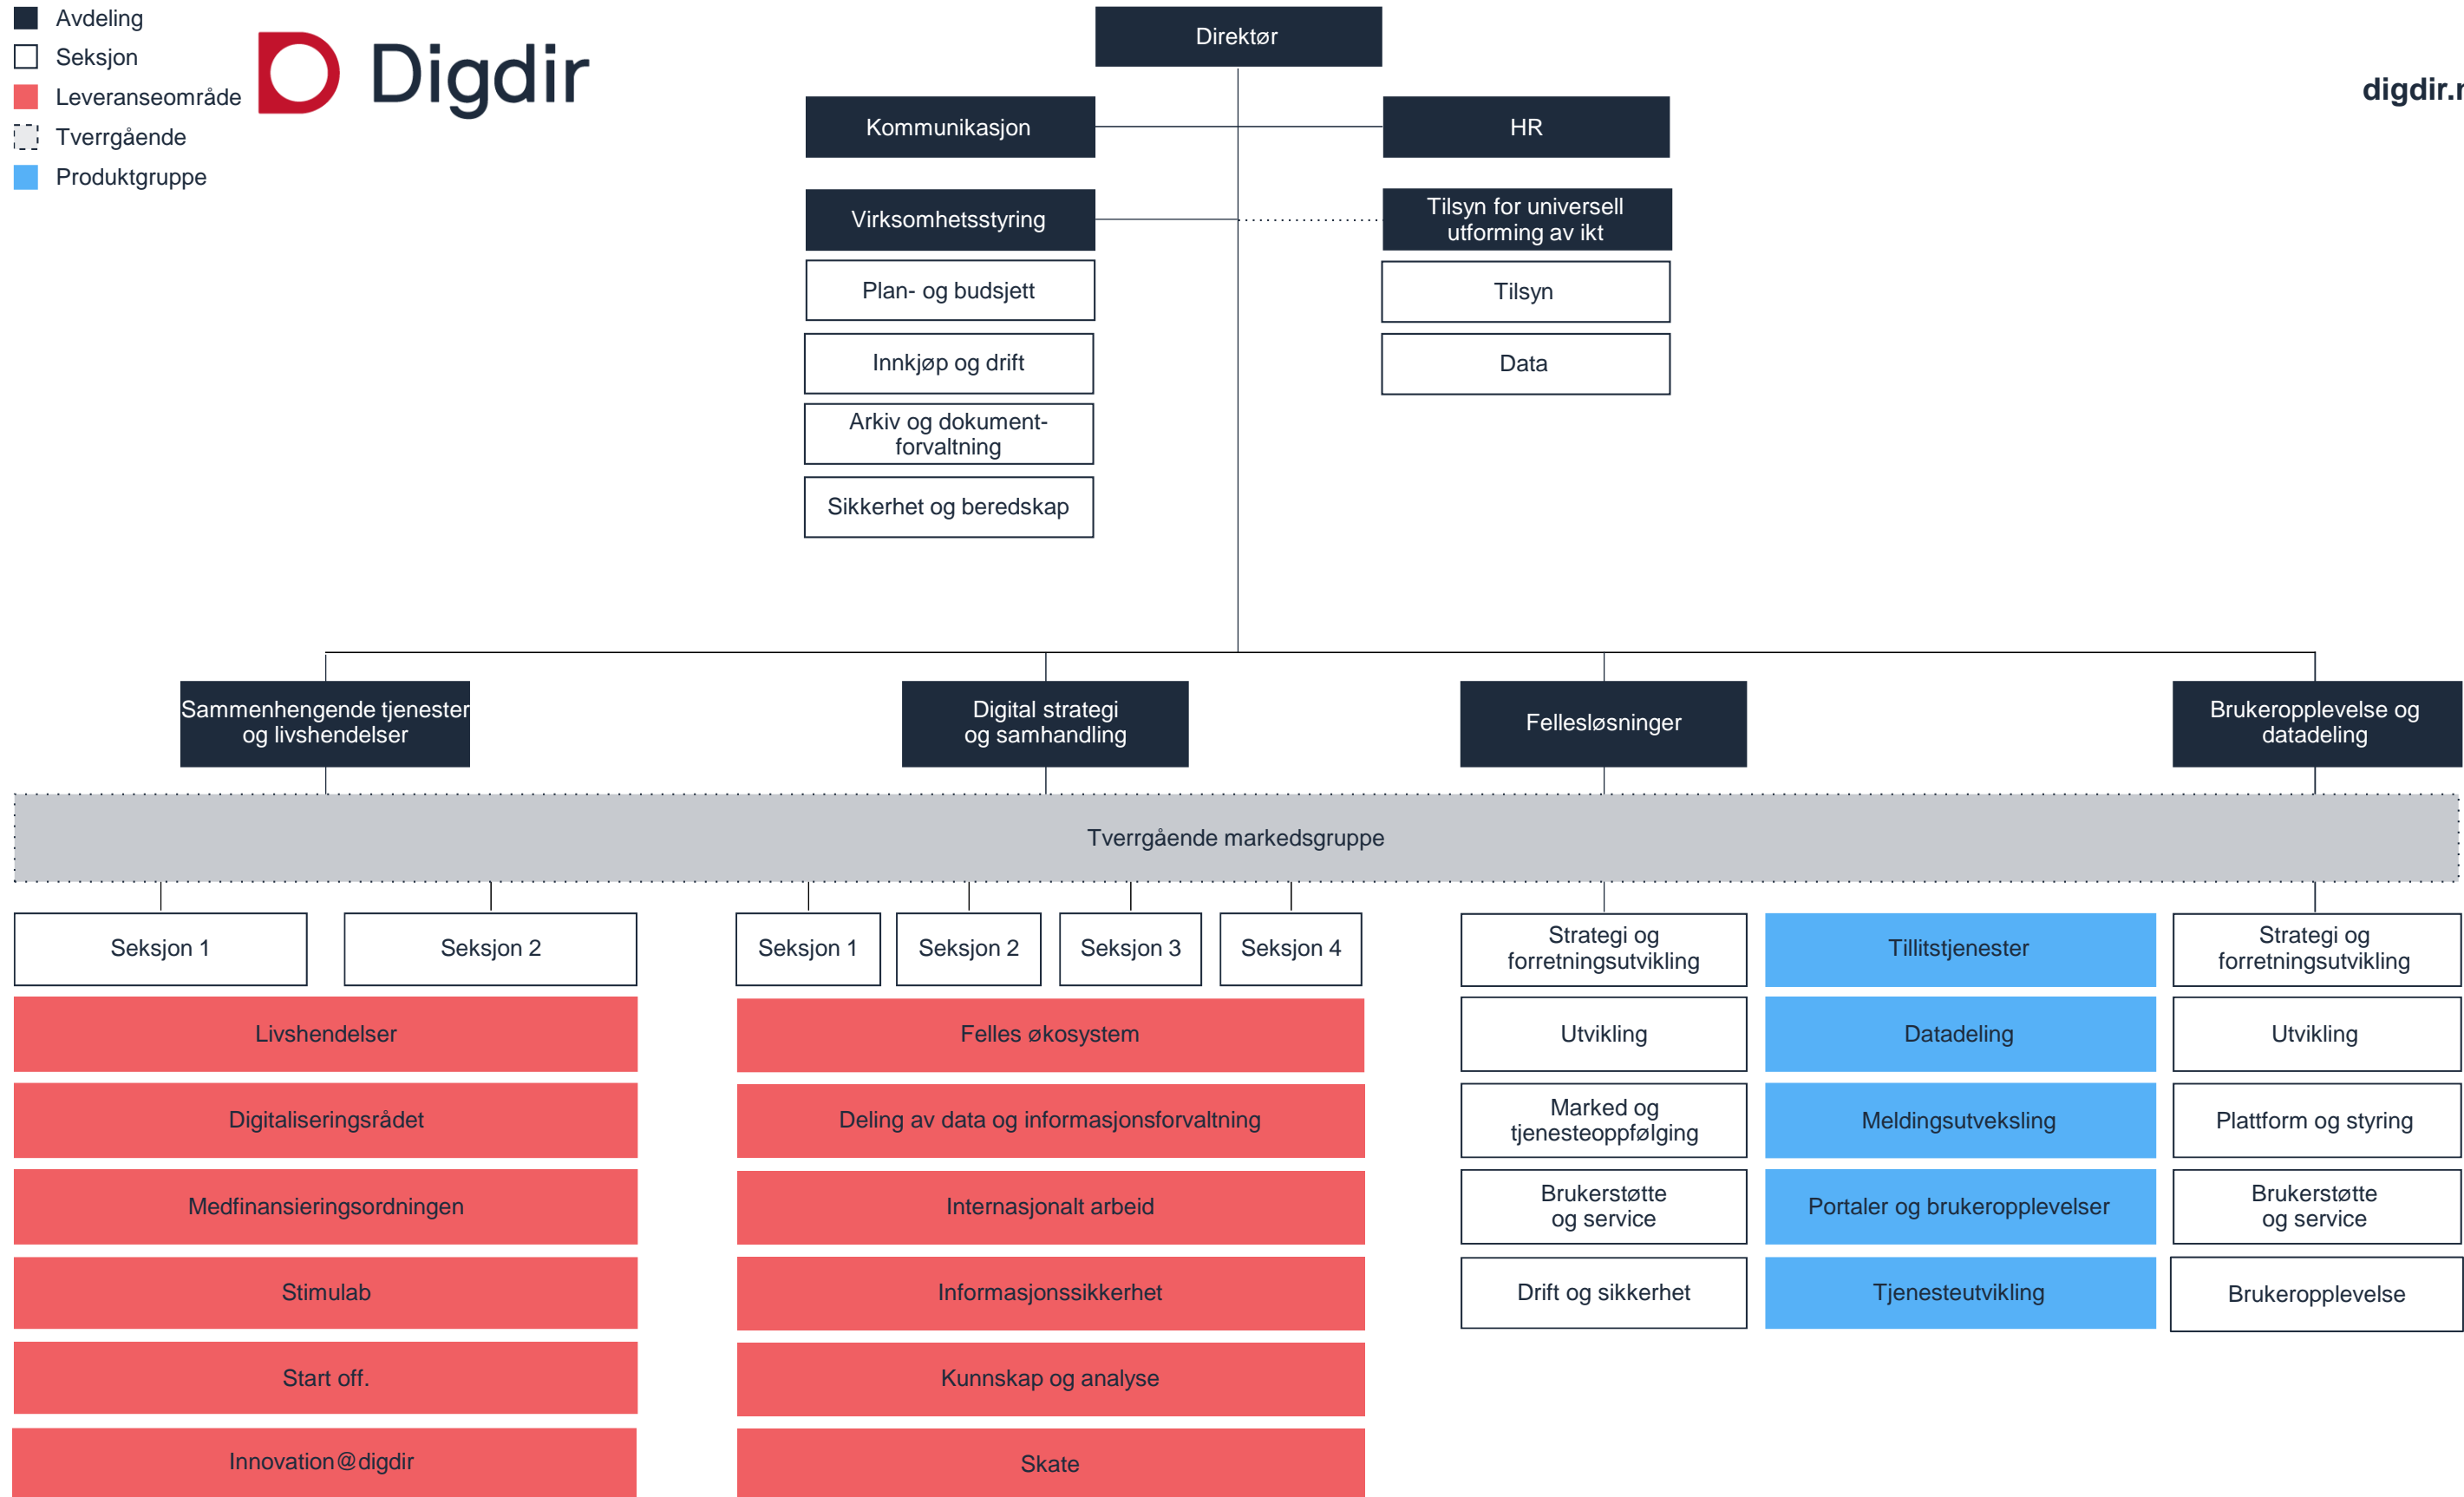 Avdeling
Seksjon
Leveranseområde
Tverrgående
Produktgruppe
Digdir
digdir.n
Direktør
Kommunikasjon
HR
Virksomhetsstyring
Tilsyn for universell
utforming av ikt
Plan- og budsjett
Tilsyn
Innkjøp og drift
Data
Arkiv og dokument-
forvaltning
Sikkerhet og beredskap
Sammenhengende tjenester
og livshendelser
Digital strategi
og samhandling
Fellesløsninger
Brukeropplevelse og
datadeling
Tverrgående markedsgruppe
Seksjon 1
Seksjon 2
Livshendelser
Digitaliseringsrådet
Medfinansieringsordningen
Stimulab
Start off.
Innovation@digdir
Seksjon 1
Seksjon 2
Seksjon 3
Seksjon 4
Felles økosystem
Deling av data og informasjonsforvaltning
Internasjonalt arbeid
Informasjonssikkerhet
Kunnskap og analyse
Skate
Strategi og
forretningsutvikling
Utvikling
Marked og
tjenesteoppfølging
Brukerstøtte
og service
Drift og sikkerhet
Tillitstjenester
Datadeling
Meldingsutveksling
Portaler og brukeropplevelser
Tjenesteutvikling
Strategi og
forretningsutvikling
Utvikling
Plattform og styring
Brukerstøtte
og service
Brukeropplevelse